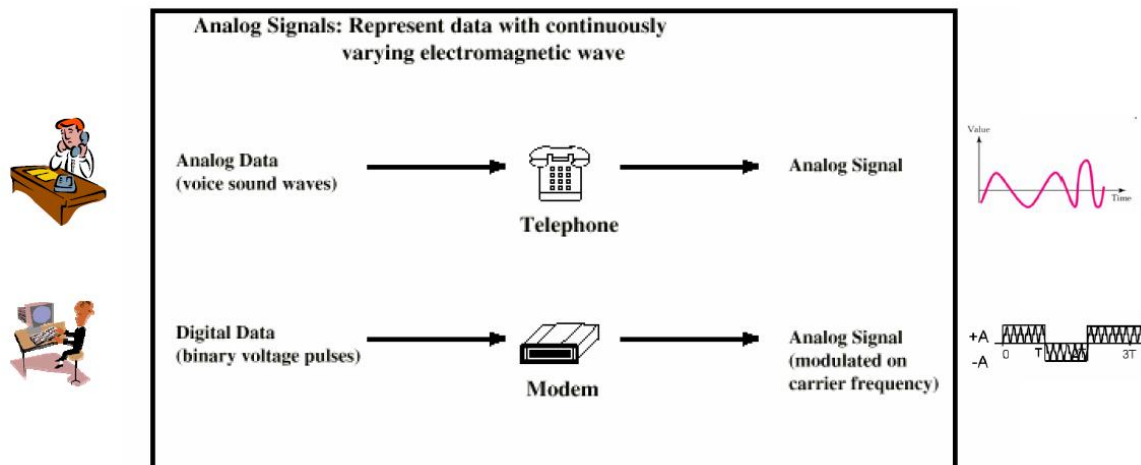 Analog Signals: Represent data with continuously
varying electromagnetic wave
Analog Data
(voice sound waves)
Telephone
Analog Signal
Value
Time
Digital Data
(binary voltage pulses)
Modem
Analog Signal
(modulated on
carrier frequency)
+A
-A
0
T
3T